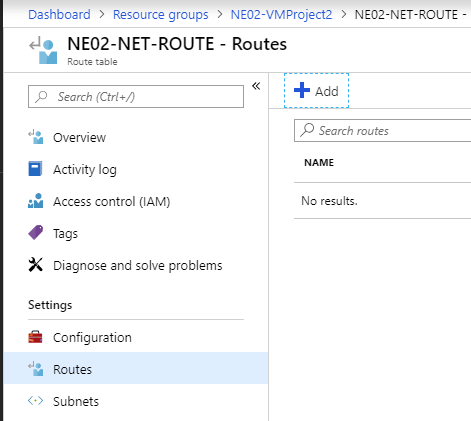 Dashboard > Resource groups > NE02-VMProject2 > NE02-NET-ROUTE -
NE02-NET-ROUTE - Routes
Route table
Search (Ctrl+/)
«
Overview
Activity log
Access control (IAM)
Tags
Diagnose and solve problems
Settings
Configuration
Routes
Subnets
Add
Search routes
NAME
No results.